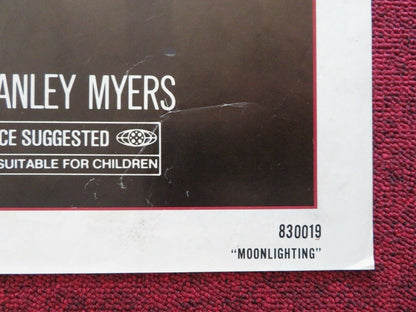 ANLEY MYERS
CE SUGGESTED
SUITABLE FOR CHILDREN
830019
"MOONLIGHTING"